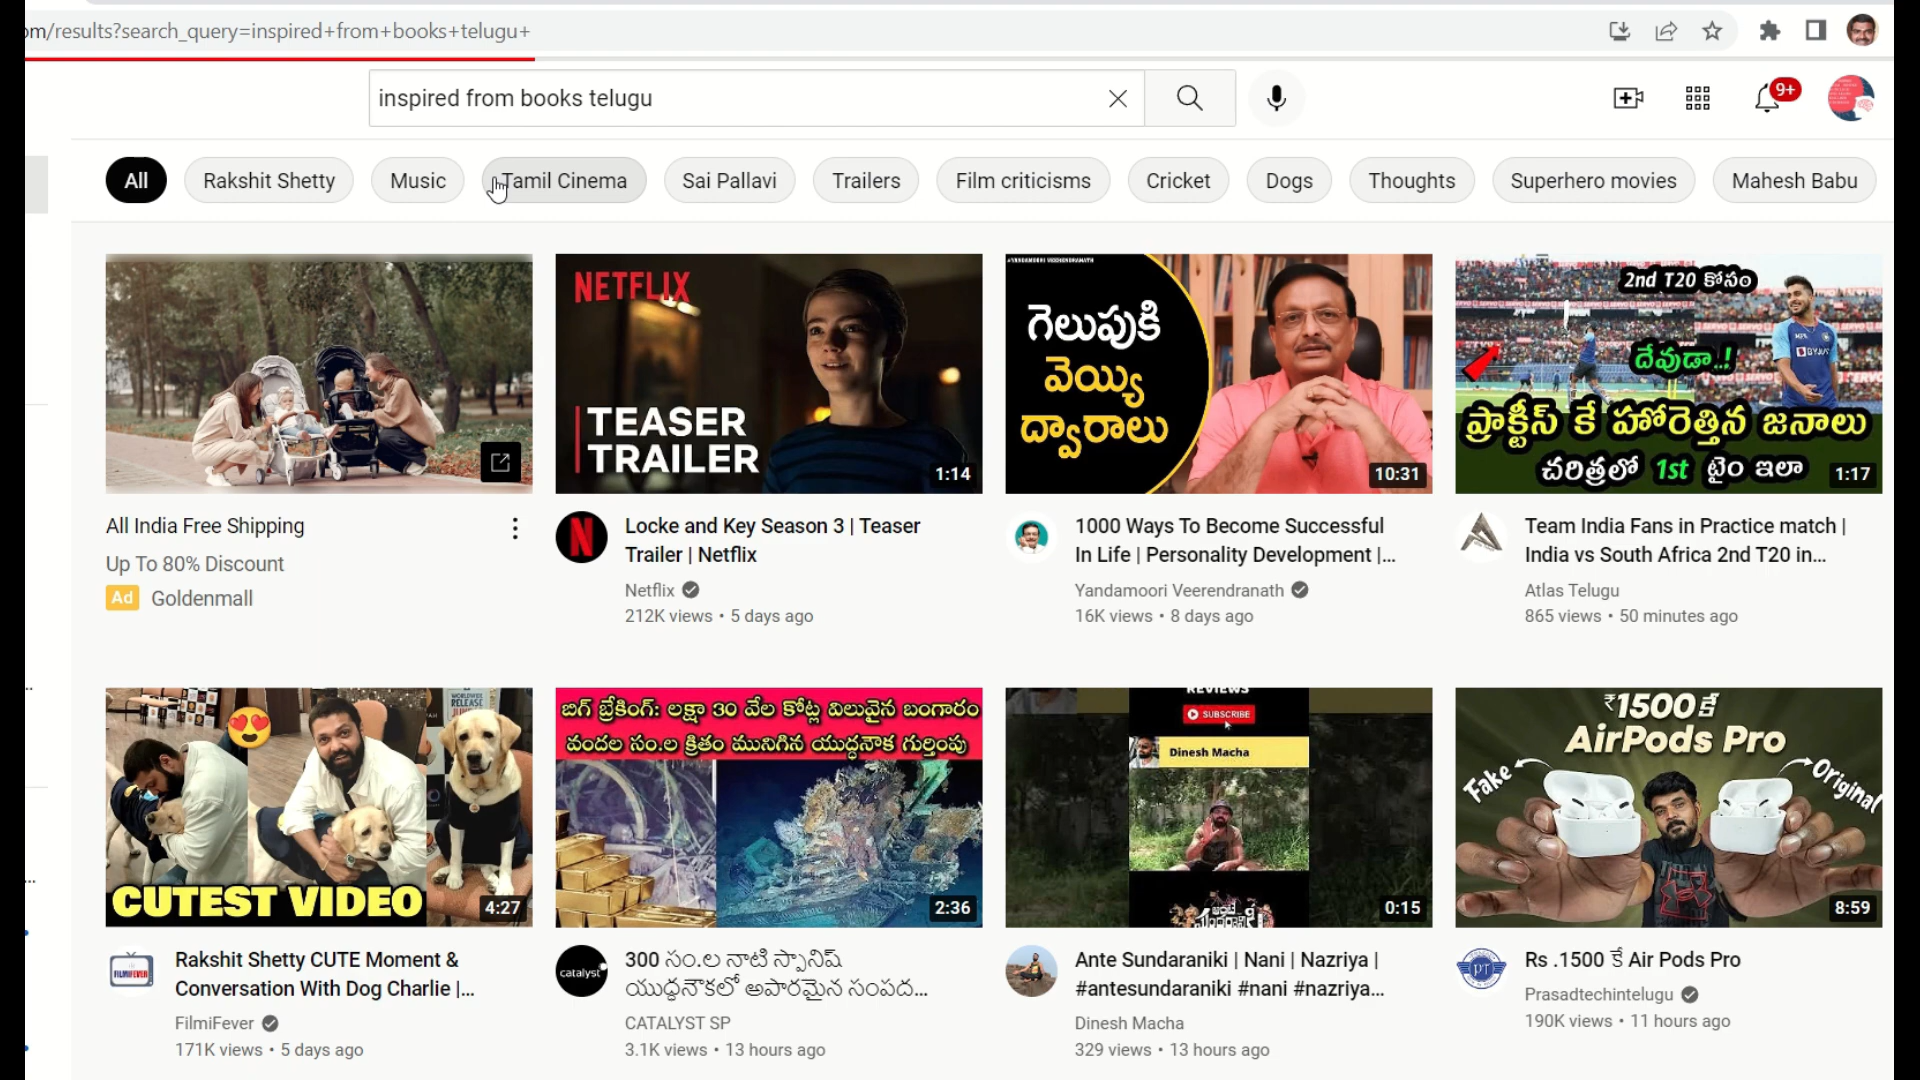 om/results?search_query=inspired+from+books+telugu+
inspired from books telugu
9+
All
Rakshit Shetty
Music
Tamil Cinema
Sai Pallavi
Trailers
Film criticisms
Cricket
Dogs
Thoughts
Superhero movies
Mahesh Babu
NETFLIX
TEASER
TRAILER
1:14
#YANDAMOORI VEERENDRANATH
గెలుపుకి
వెయ్యి
ద్వారాలు
10:31
2nd T20 కోసం
దేవుడా..!
ప్రాక్టీస్ కే హోరెత్తిన జనాలు
చరిత్రలో 1st టైం ఇలా
1:17
All India Free Shipping
Up To 80% Discount
Ad Goldenmall
Locke and Key Season 3 | Teaser
Trailer | Netflix
Netflix
212K views • 5 days ago
1000 Ways To Become Successful
In Life | Personality Development |...
Yandamoori Veerendranath
16K views • 8 days ago
Team India Fans in Practice match |
India vs South Africa 2nd T20 in...
Atlas Telugu
865 views • 50 minutes ago
CUTEST VIDEO
4:27
బిగ్ బ్రేకింగ్: లక్షా 30 వేల కోట్ల విలువైన బంగారం
వందల సం.ల క్రితం మునిగిన యుద్ధనౌక గుర్తింపు
2:36
REVIEWS
SUBSCRIBE
Dinesh Macha
అంటే
సుందరానికీ
0:15
₹1500 కే
AirPods Pro
Fake
Original
8:59
FILMIFEVER
Rakshit Shetty CUTE Moment &
Conversation With Dog Charlie |...
FilmiFever
171K views • 5 days ago
catalyst
300 సం.ల నాటి స్పానిష్
యుద్ధనౌకలో అపారమైన సంపద...
CATALYST SP
3.1K views • 13 hours ago
Ante Sundaraniki | Nani | Nazriya |
#antesundaraniki #nani #nazriya...
Dinesh Macha
329 views • 13 hours ago
PT
Rs .1500 కే Air Pods Pro
Prasadtechintelugu
190K views • 11 hours ago